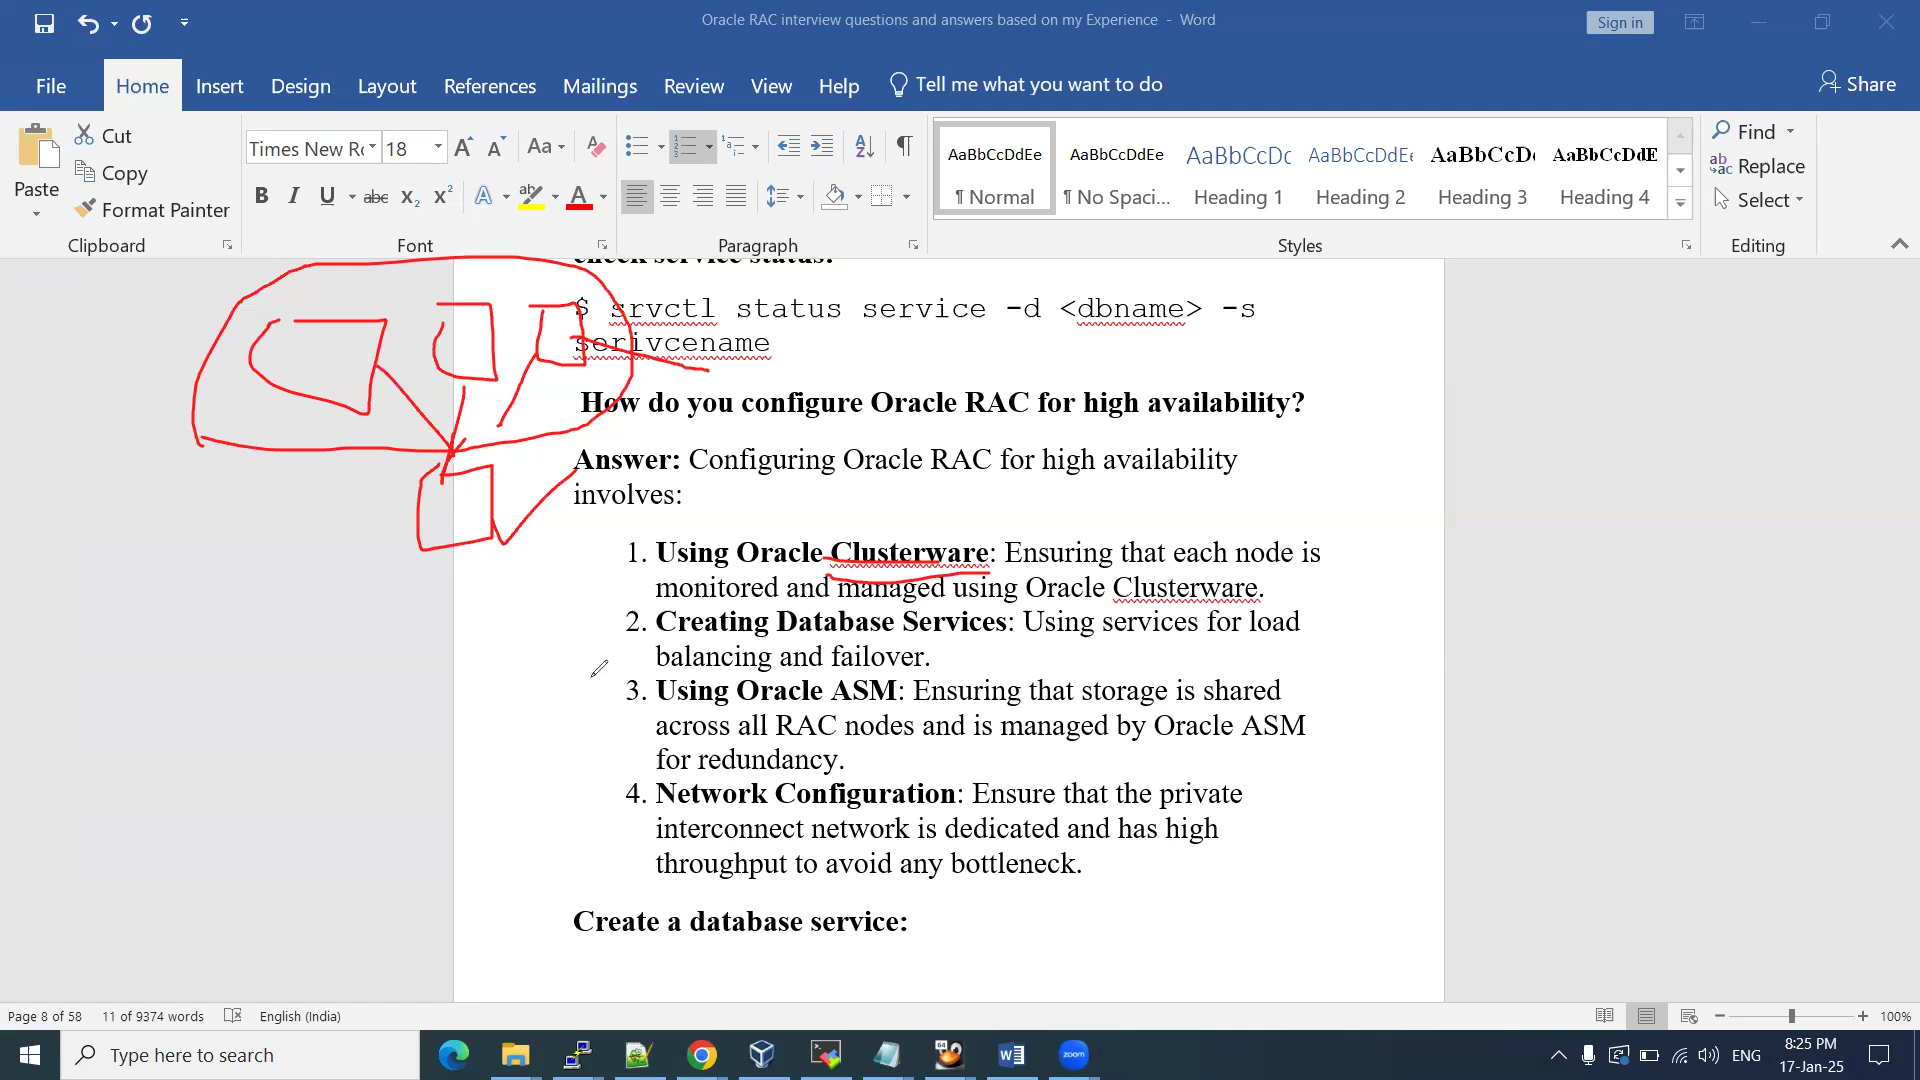 Oracle RAC interview questions and answers based on my Experience - Word
Sign in
File Home Insert Design Layout References Mailings Review View Help Tell me what you want to do Share
Paste
Cut
Copy
Format Painter
Clipboard
Times New Ro 18
Font
Paragraph
AaBbCcDdEe AaBbCcDdEe AaBbCcDc AaBbCcDdEe AaBbCcDd AaBbCcDdE
¶ Normal ¶ No Spaci... Heading 1 Heading 2 Heading 3 Heading 4
Styles
Find
Replace
Select
Editing
check service status:
$ srvctl status service -d <dbname> -s
serivcename
How do you configure Oracle RAC for high availability?
Answer: Configuring Oracle RAC for high availability
involves:
1. Using Oracle Clusterware: Ensuring that each node is
monitored and managed using Oracle Clusterware.
2. Creating Database Services: Using services for load
balancing and failover.
3. Using Oracle ASM: Ensuring that storage is shared
across all RAC nodes and is managed by Oracle ASM
for redundancy.
4. Network Configuration: Ensure that the private
interconnect network is dedicated and has high
throughput to avoid any bottleneck.
Create a database service:
Page 8 of 58 11 of 9374 words English (India) 100%
Type here to search
zoom
ENG
8:25 PM
17-Jan-25